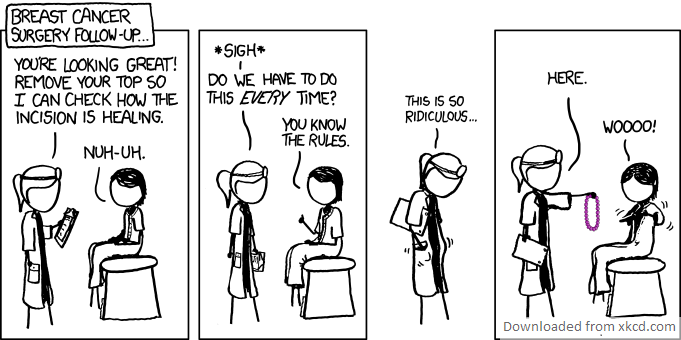 BREAST CANCER
SURGERY FOLLOW-UP...
YOU'RE LOOKING GREAT!
REMOVE YOUR TOP SO
I CAN CHECK HOW THE
INCISION IS HEALING.
NUH-UH.
*SIGH*
DO WE HAVE TO DO
THIS EVERY TIME?
YOU KNOW
THE RULES.
THIS IS SO
RIDICULOUS...
HERE.
WOOOO!
Downloaded from xkcd.com